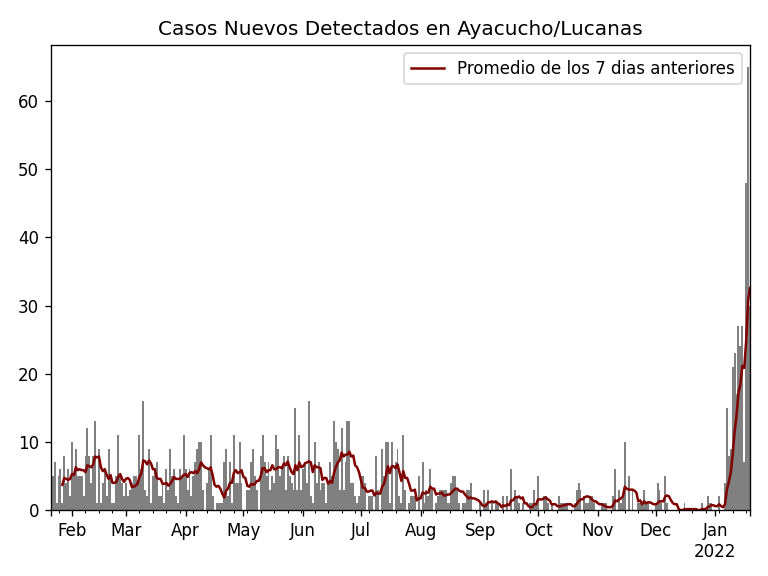 Casos Nuevos Detectados en Ayacucho/Lucanas
Promedio de los 7 dias anteriores
60
50
40
30
20
10
0
Feb Mar Apr May Jun Jul Aug Sep Oct Nov Dec Jan
2022